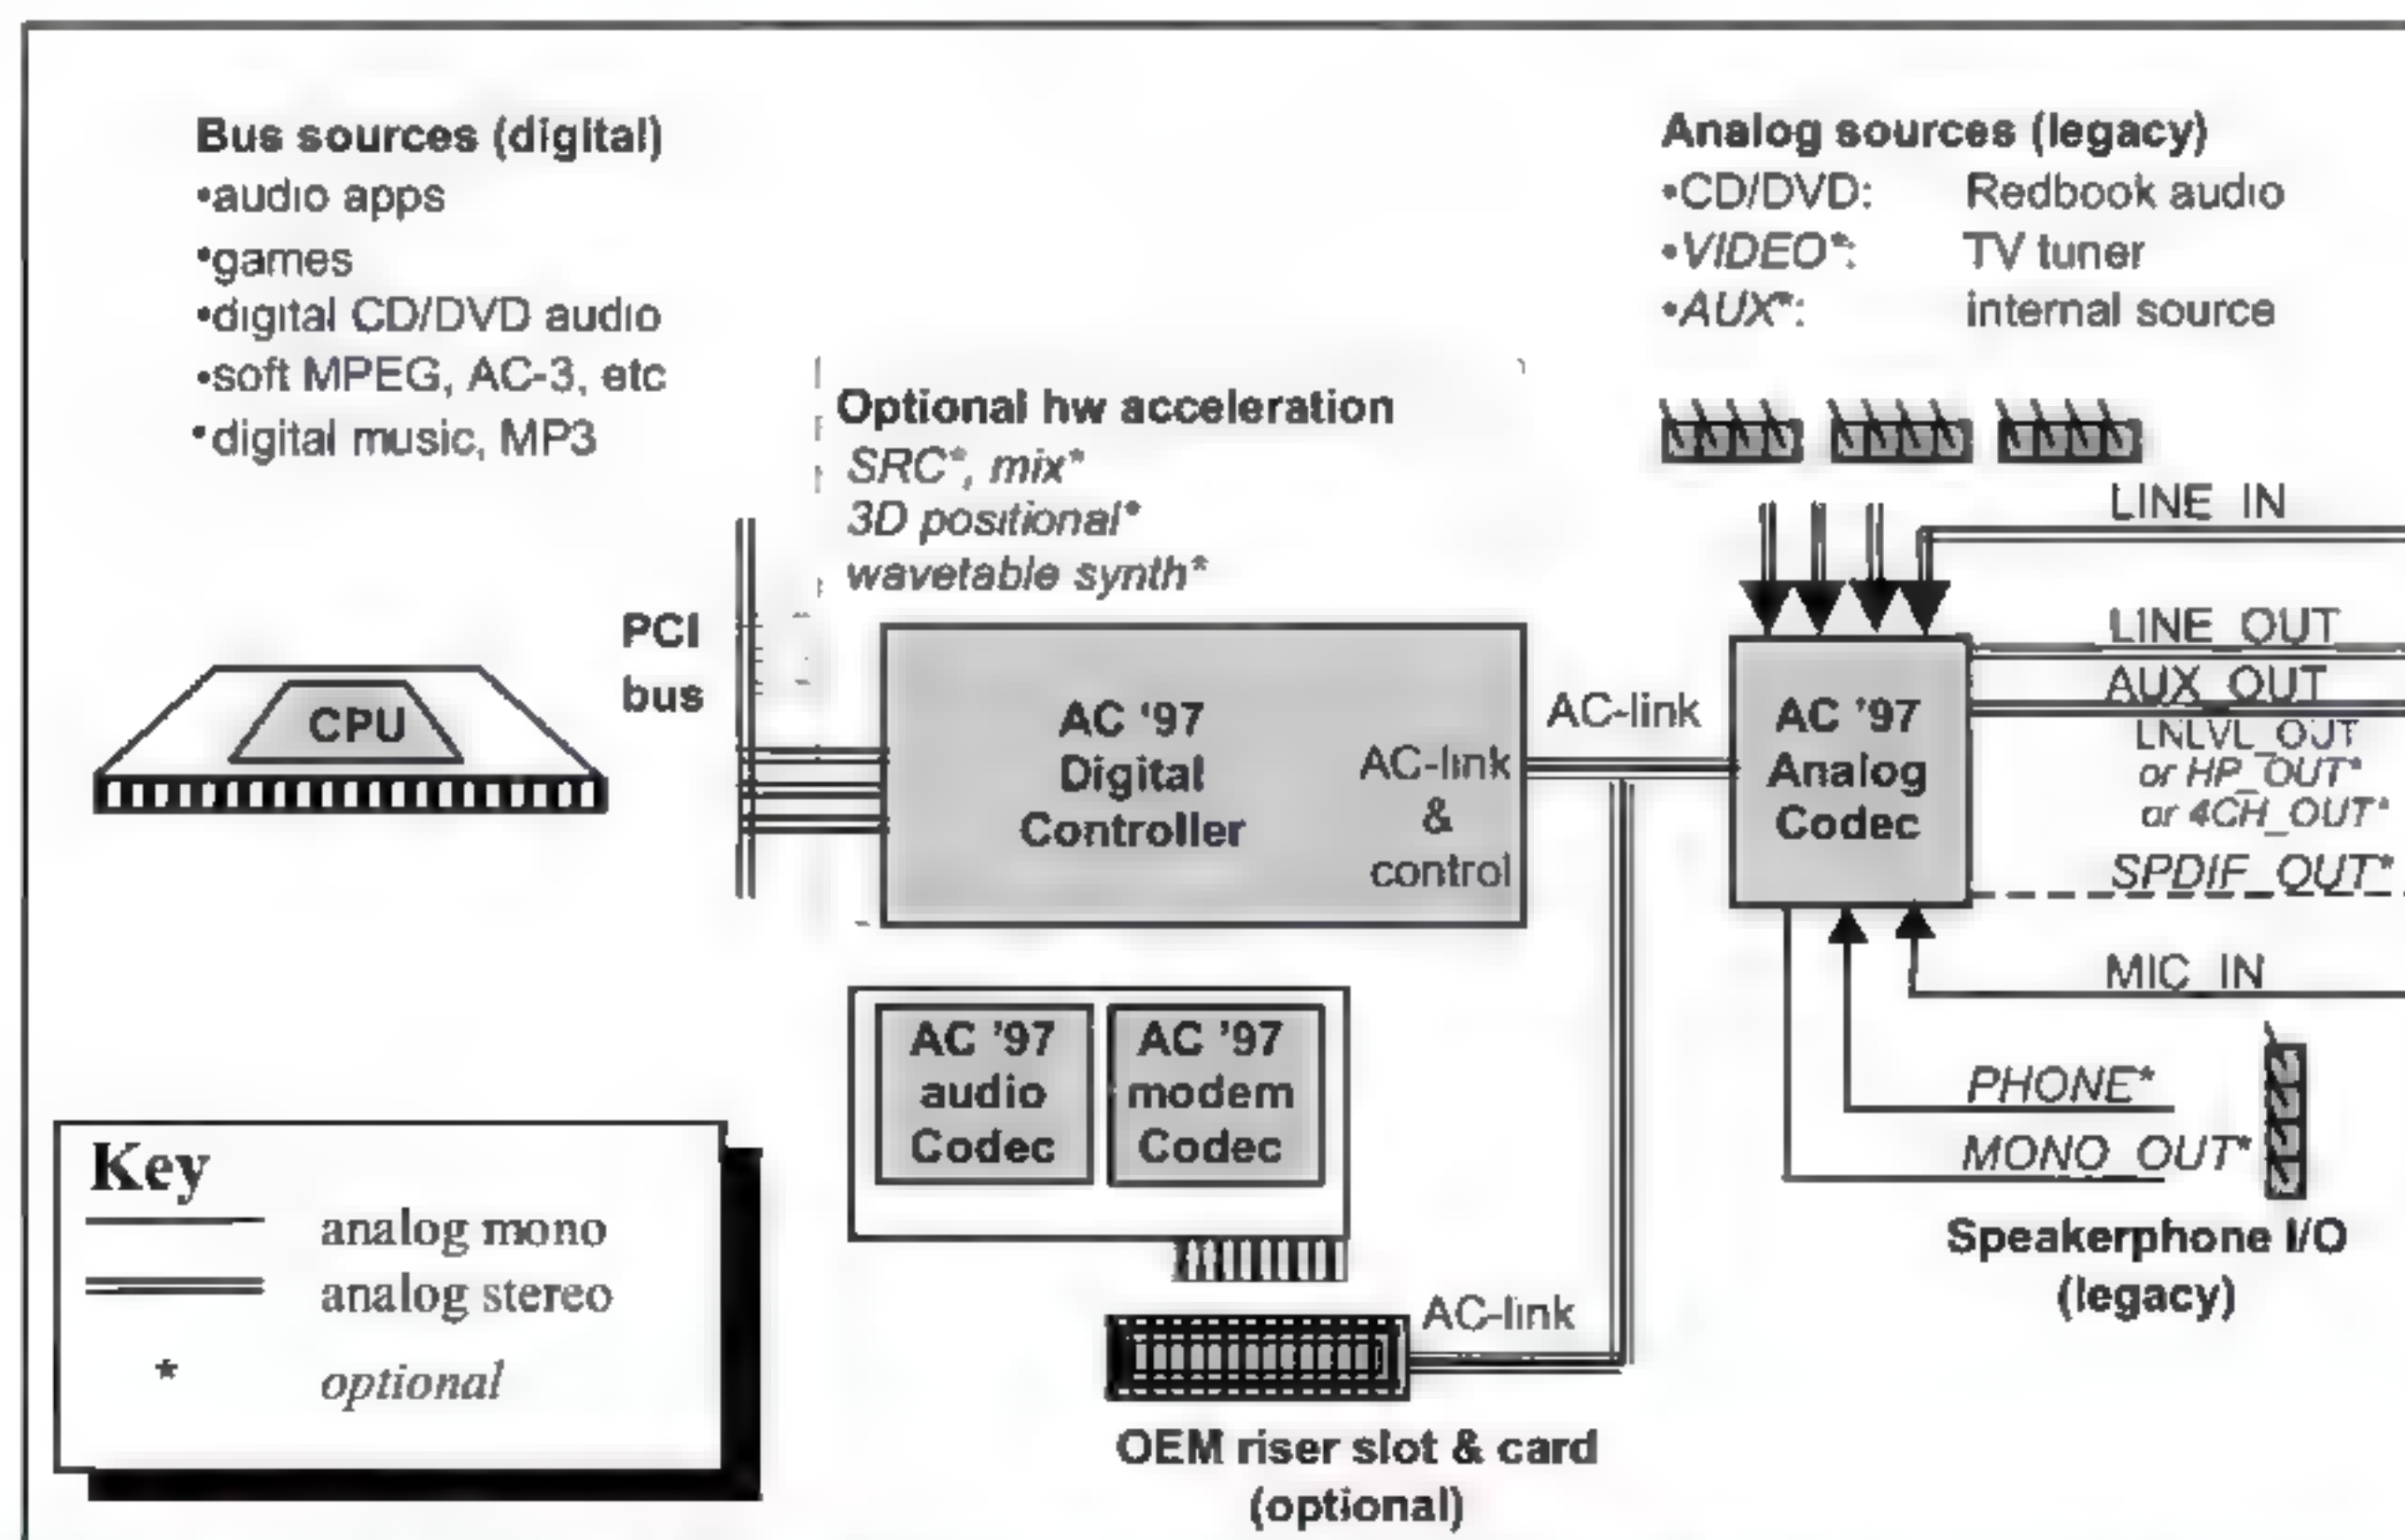 Bus sources (digital)
•audio apps
•games
•digital CD/DVD audio
•soft MPEG, AC-3, etc
•digital music, MP3
Analog sources (legacy)
•CD/DVD: Redbook audio
•VIDEO*: TV tuner
•AUX*: internal source
Optional hw acceleration
SRC*, mix*
3D positional*
wavetable synth*
PCI
bus
CPU
AC ‘97
Digital
Controller
AC-link
&
control
AC-link
AC ’97
Analog
Codec
LINE_IN
LINE_OUT
AUX_OUT
LNLVL_OUT
or HP_OUT*
or 4CH_OUT*
SPDIF_OUT*
MIC_IN
PHONE*
MONO_OUT*
Speakerphone I/O
(legacy)
AC ’97
audio
Codec
AC ’97
modem
Codec
AC-link
OEM riser slot & card
(optional)
Key
analog mono
analog stereo
* optional